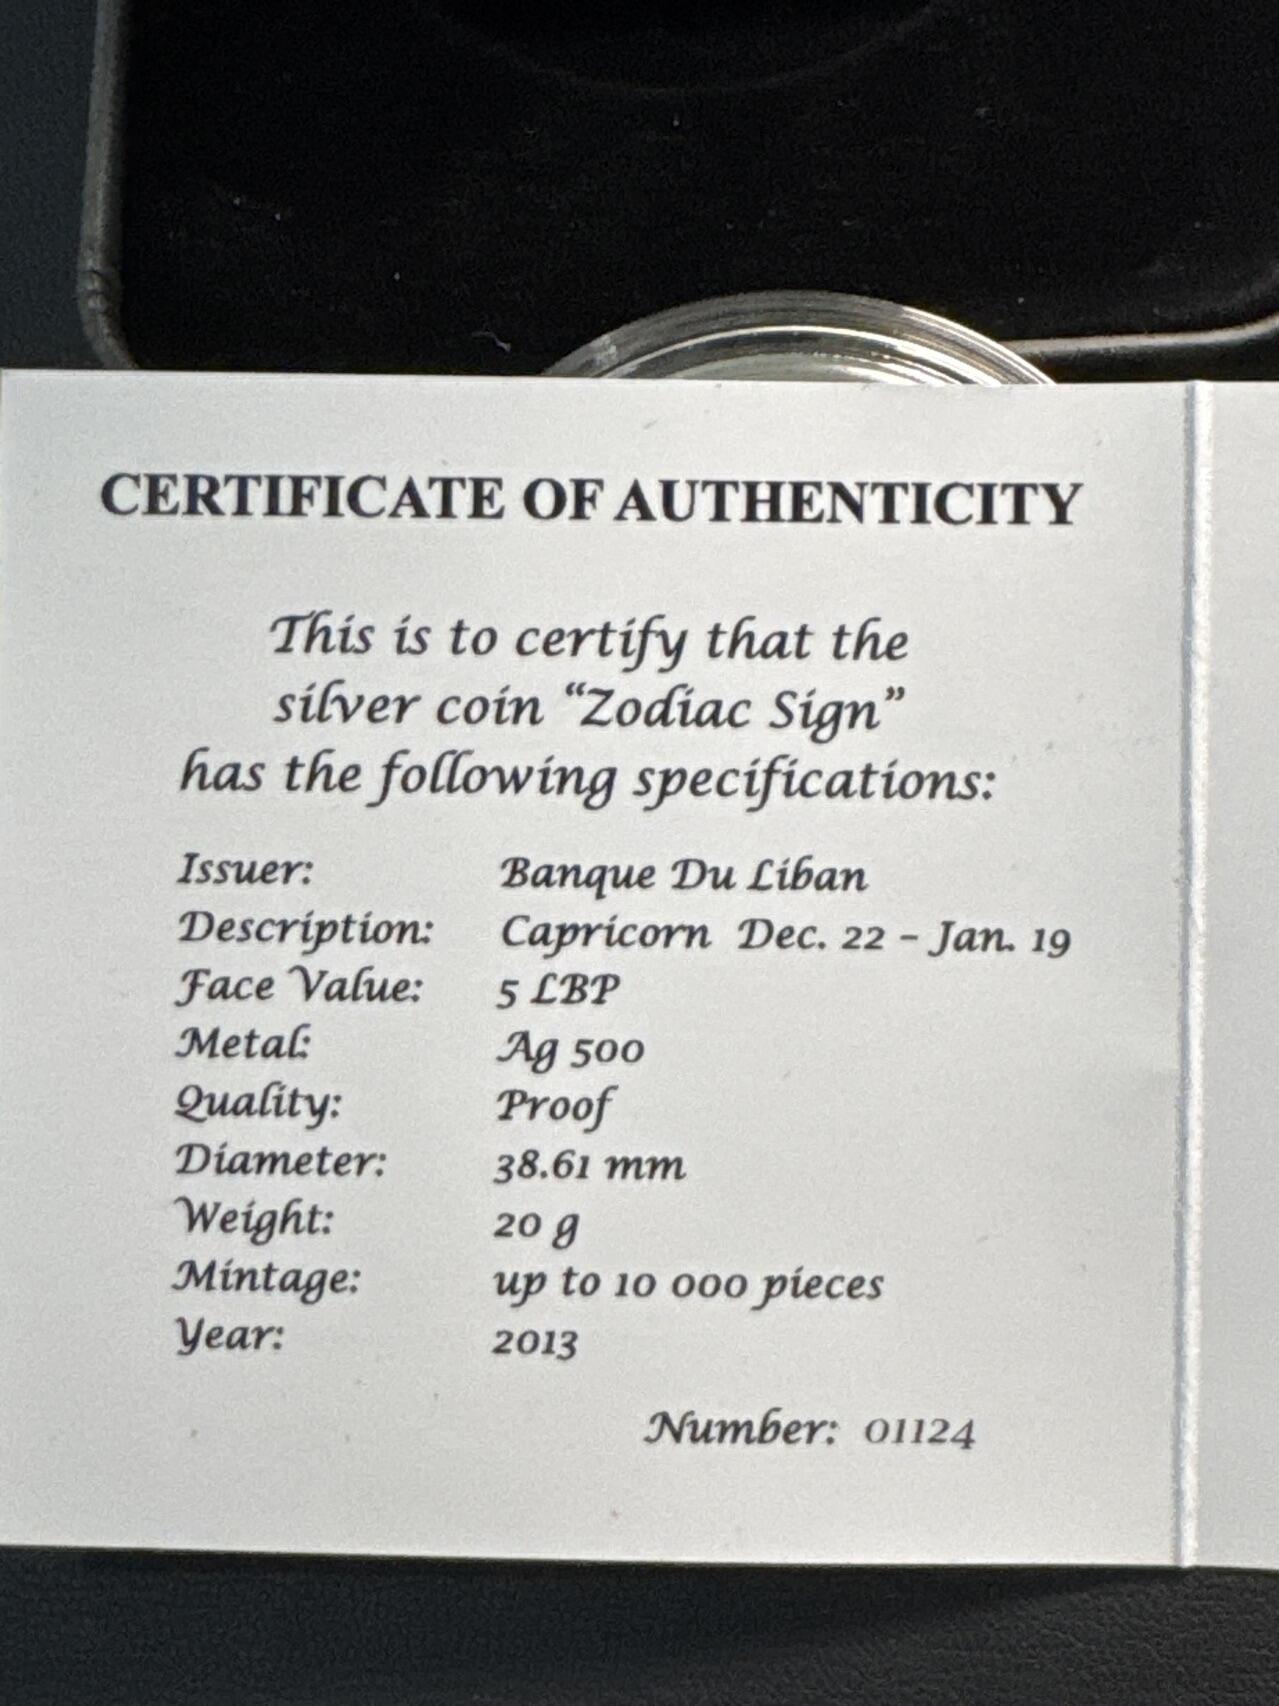 CERTIFICATE OF AUTHENTICITY
This is to certify that the
silver coin “Zodiac Sign”
has the following specifications:
Issuer: Banque Du Liban
Description: Capricorn Dec. 22 – Jan. 19
Face Value: 5 LBP
Metal: Ag 500
Quality: Proof
Diameter: 38.61 mm
Weight: 20 g
Mintage: up to 10 000 pieces
Year: 2013
Number: 01124